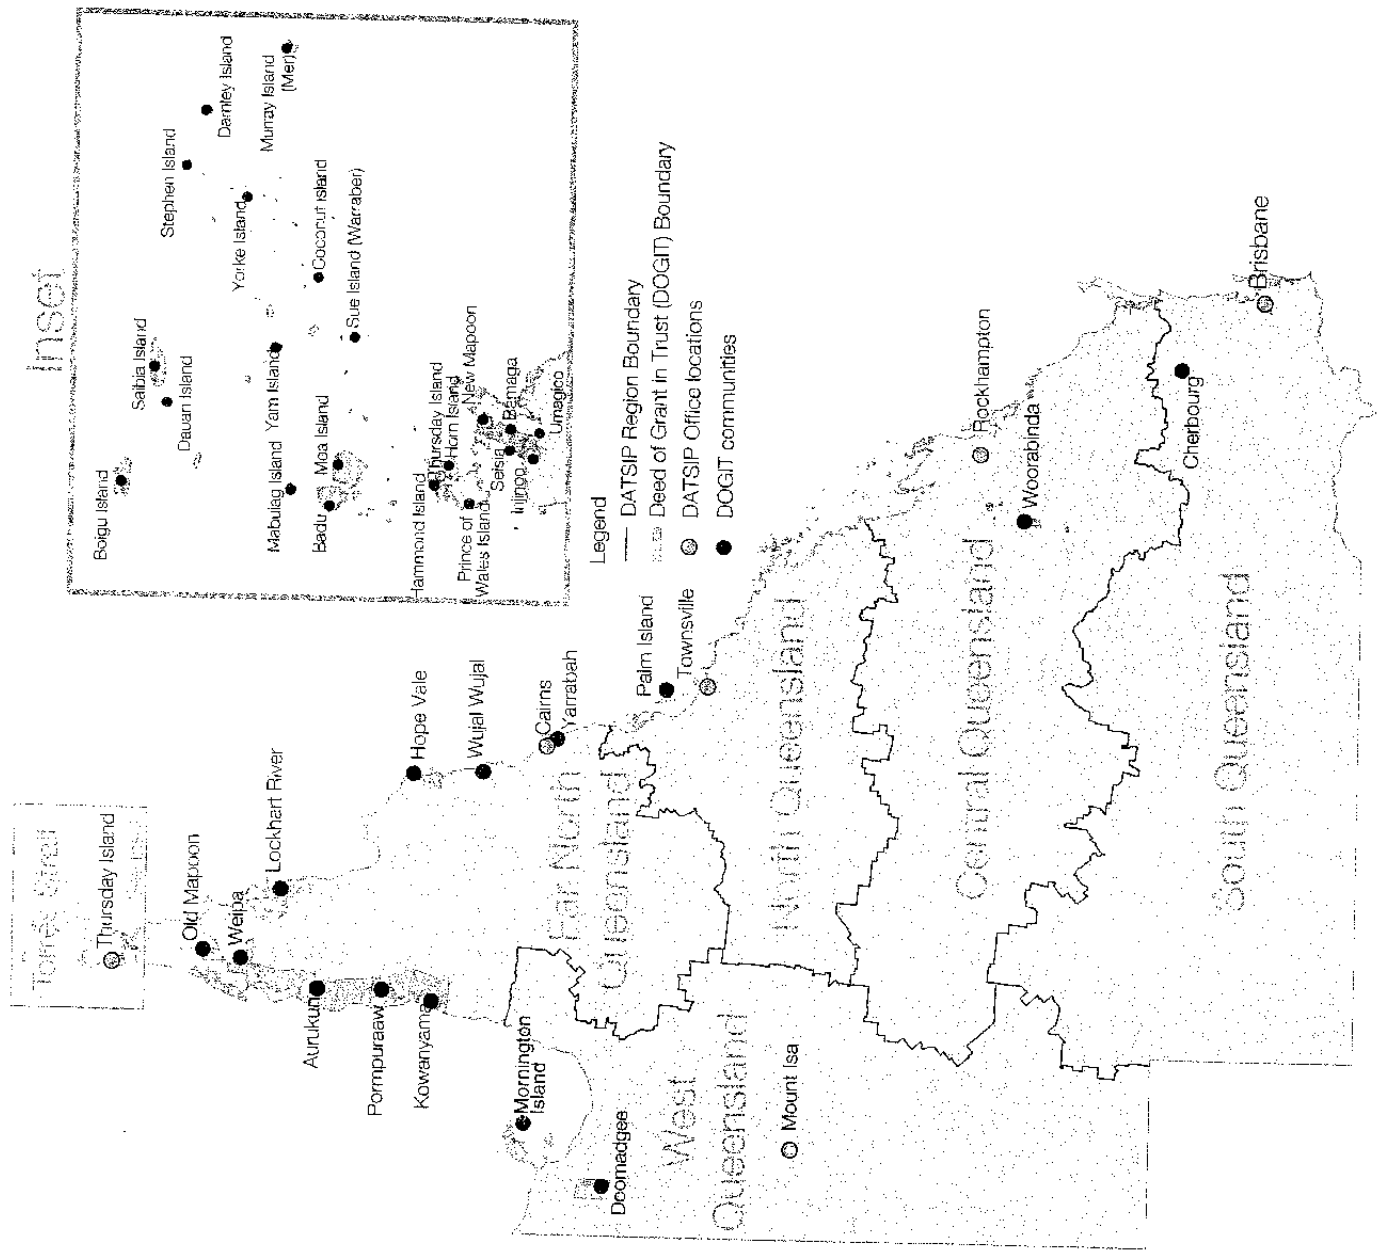 Inset
Boigu Island
Saibia Island
Dauan Island
Stephen Island
Darnley Island
Murray Island
(Mer)
Yorke Island
Mabulag Island
Yam Island
Coconut island
Badu
Moa Island
Sue Island (Warraber)
Hammond Island
Thursday Island
Horn Island
Prince of
Wales Island
New Mapoon
Seisia
Bamaga
Injinoo
Umagico
Legend
DATSIP Region Boundary
Deed of Grant in Trust (DOGIT) Boundary
DATSIP Office locations
DOGIT communities
Torres Strait
Thursday Island
Old Mapoon
Weipa
Lockhart River
Aurukun
Pormpuraaw
Kowanyama
Hope Vale
Wujal Wujal
Cairns
Yarrabah
Mornington
Island
Doomadgee
Far North
Queensland
Palm Island
Townsville
West
Queensland
Mount Isa
North Queensland
Central Queensland
Rockhampton
Woorabinda
Cherbourg
South Queensland
Brisbane